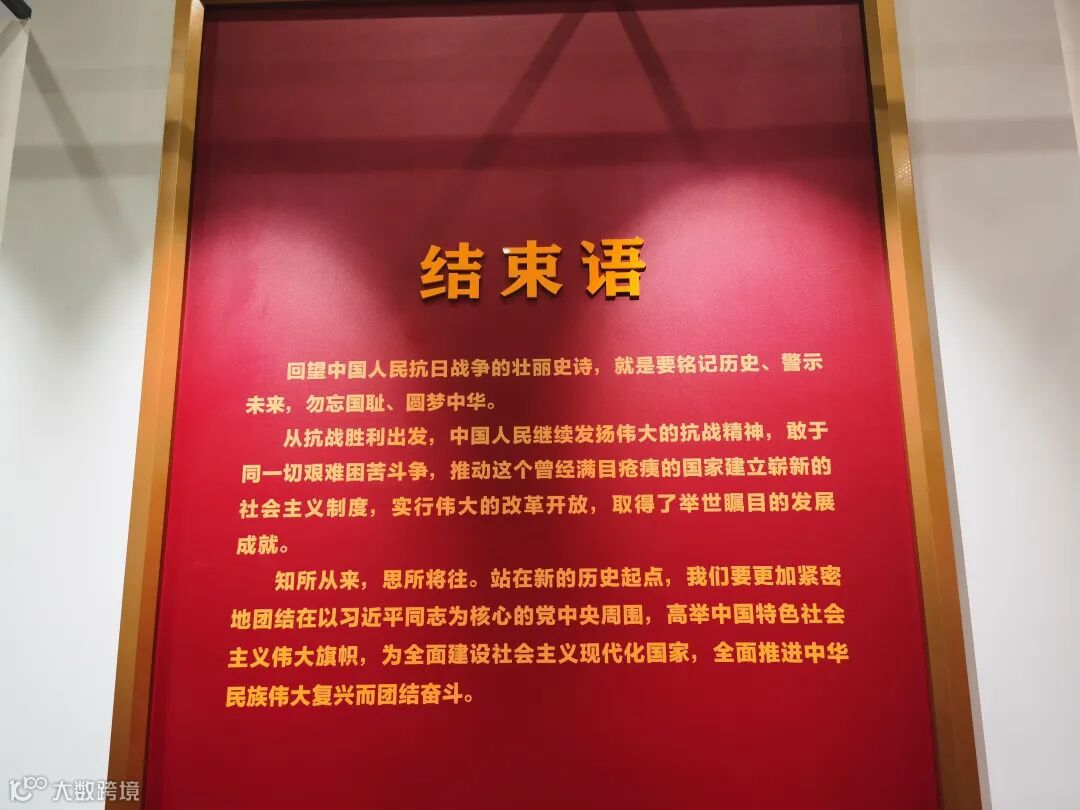 结束语
回望中国人民抗日战争的壮丽史诗，就是要铭记历史、警示
未来，勿忘国耻、圆梦中华。
从抗战胜利出发，中国人民继续发扬伟大的抗战精神，敢于
同一切艰难困苦斗争，推动这个曾经满目疮痍的国家建立崭新的
社会主义制度，实行伟大的改革开放，取得了举世瞩目的发展
成就。
知所从来，思所将往。站在新的历史起点，我们要更加紧密
地团结在以习近平同志为核心的党中央周围，高举中国特色社会
主义伟大旗帜，为全面建设社会主义现代化国家，全面推进中华
民族伟大复兴而团结奋斗。
大数跨境